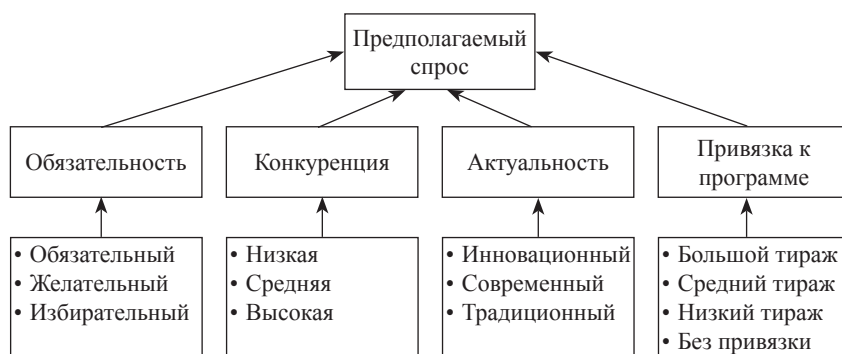 Предполагаемый
спрос
Обязательность
Конкуренция
Актуальность
Привязка к
программе
• Обязательный
• Желательный
• Избирательный
• Низкая
• Средняя
• Высокая
• Инновационный
• Современный
• Традиционный
• Большой тираж
• Средний тираж
• Низкий тираж
• Без привязки